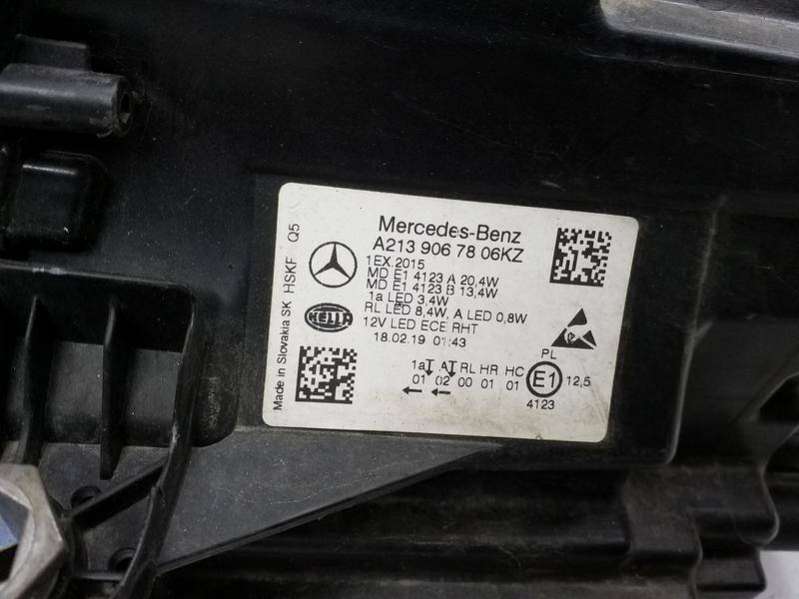 Mercedes-Benz
A213 906 78 06KZ
1EX.2015
MD E1 4123 A 20,4W
MD E1 4123 B 13,4W
1a LED 3,4W
RL LED 8,4W, A LED 0,8W
12V LED ECE RHT
18.02.19 01:43
HELLA
Made in Slovakia SK HSKF Q5
PL
1a A RL HR HC
01 02 00 01 01
E1 12,5
4123